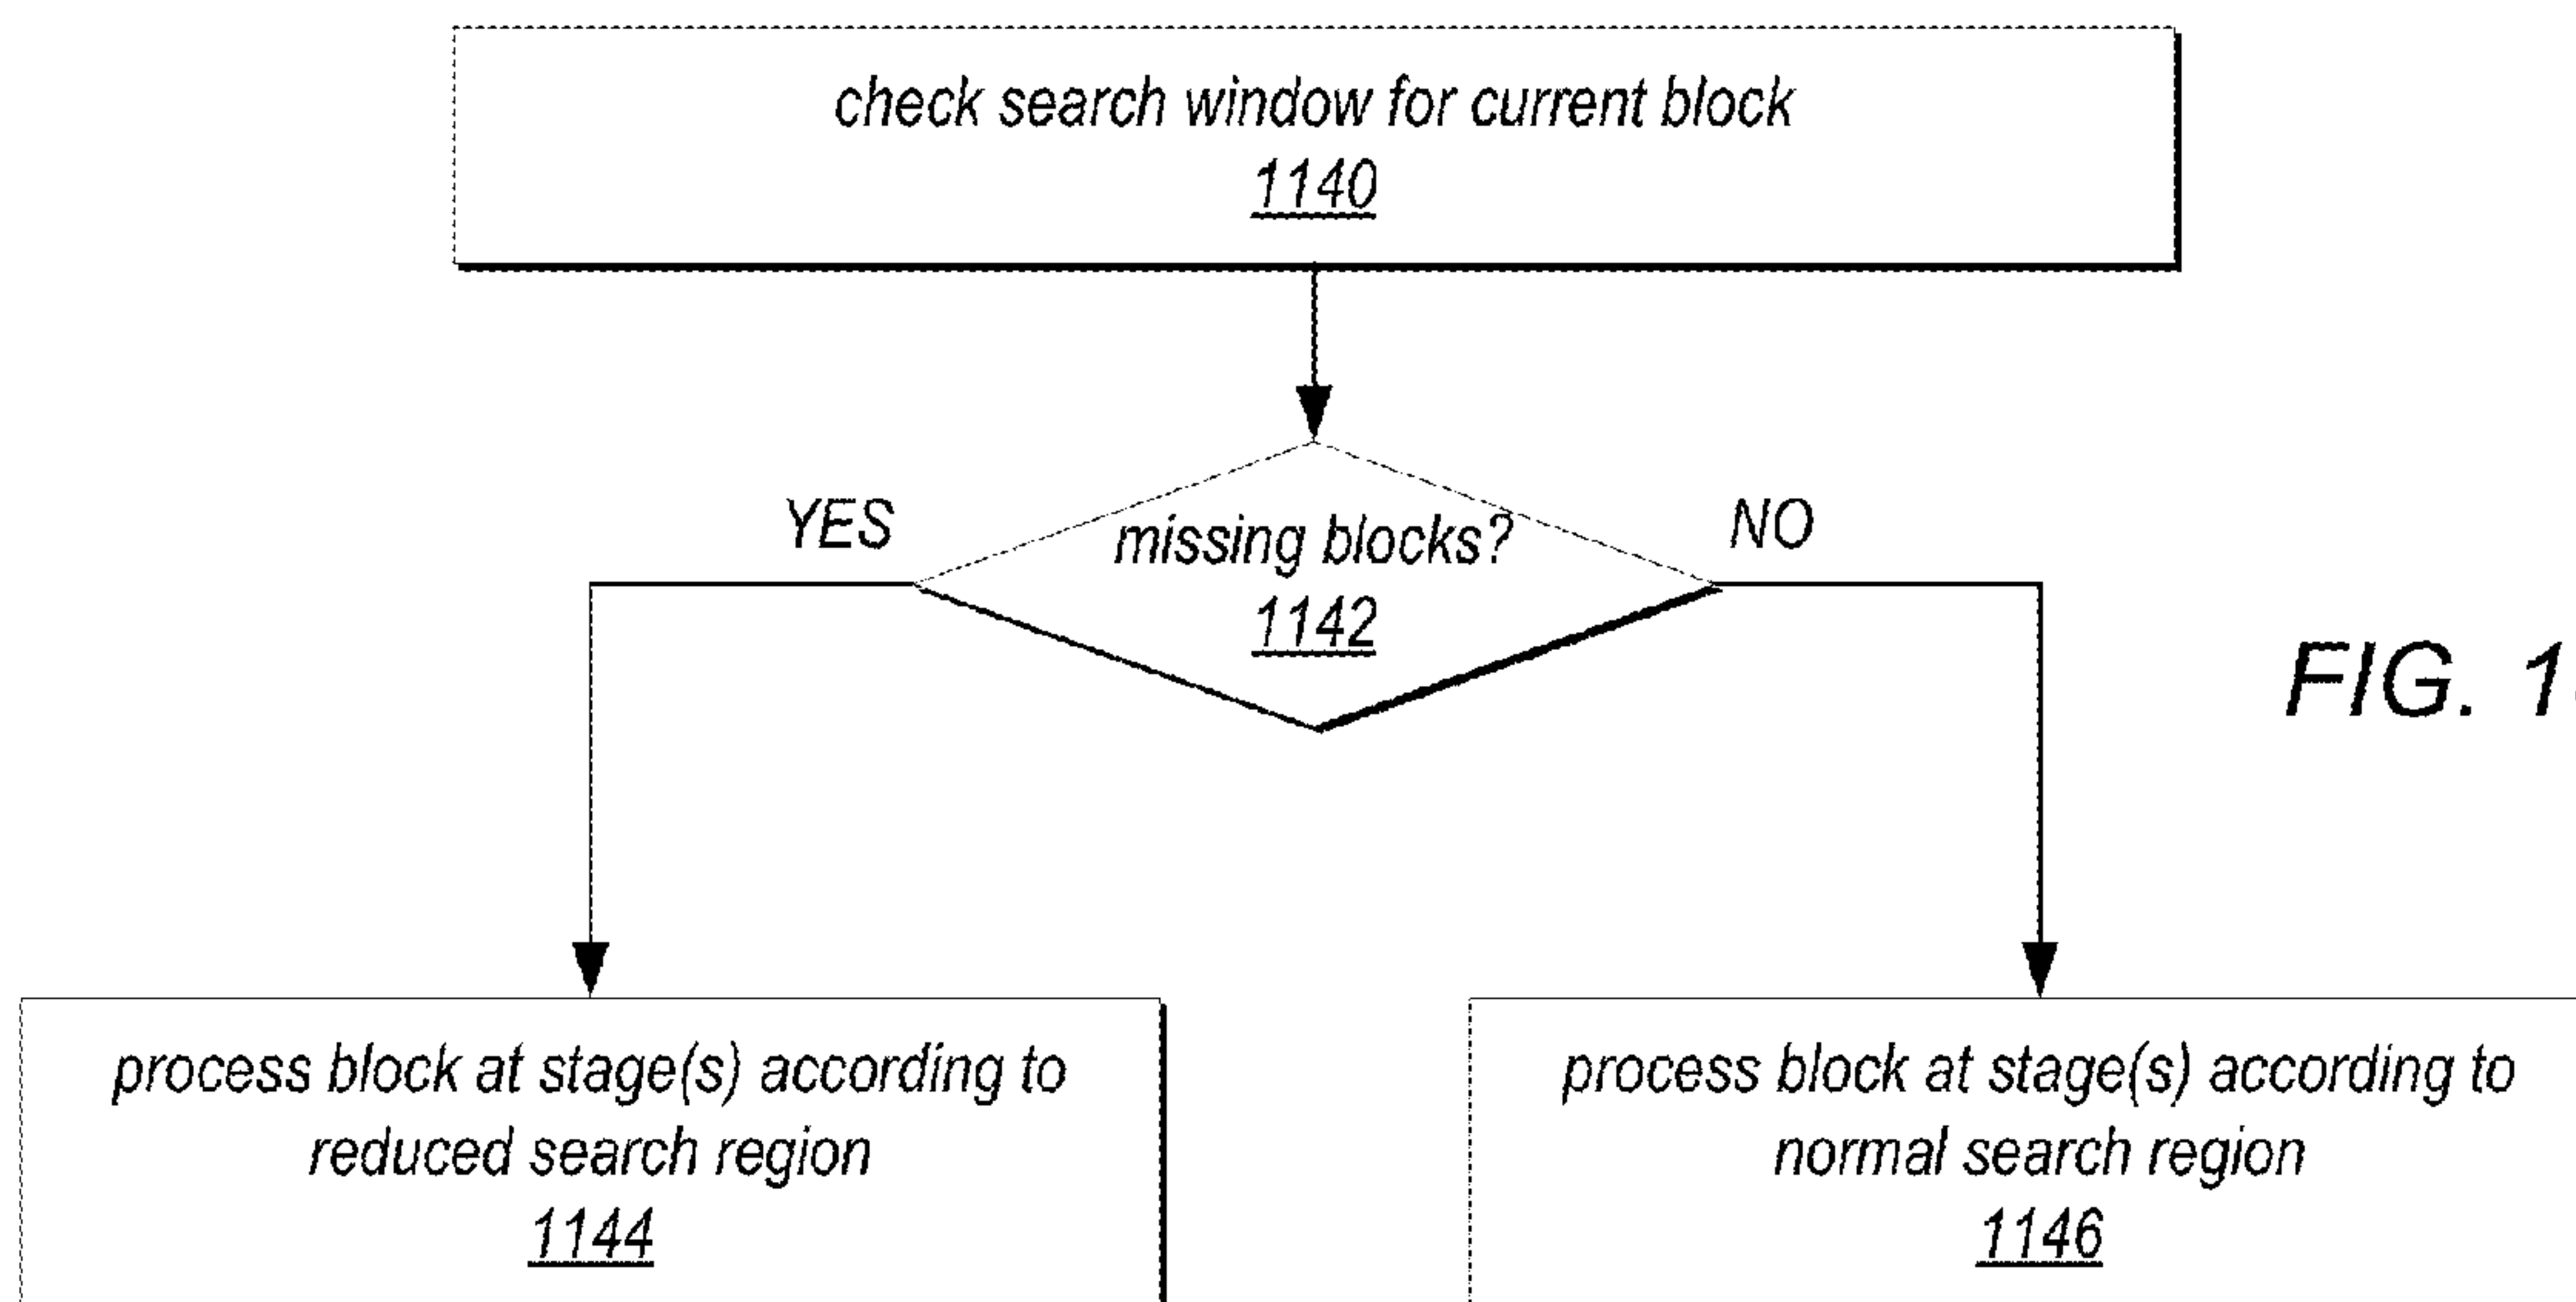 check search window for current block
1140
YES
missing blocks?
NO
1142
FIG.
process block at stage(s) according to
reduced search region
1144
process block at stage(s) according to
normal search region
1146